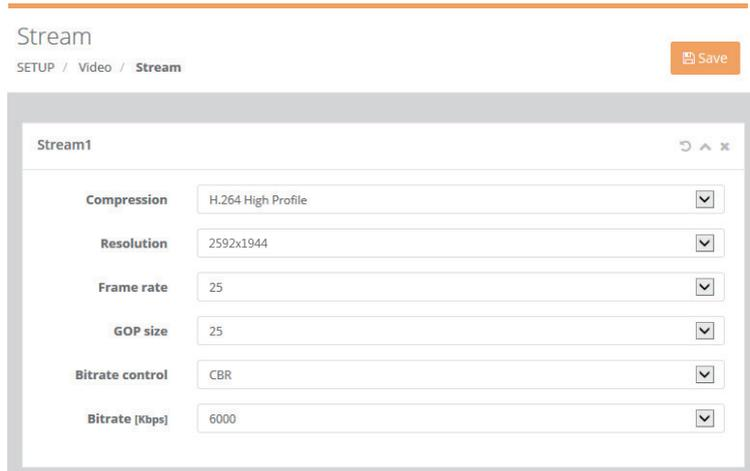 Stream
SETUP / Video / Stream
Save
Stream1
Compression H.264 High Profile
Resolution 2592x1944
Frame rate 25
GOP size 25
Bitrate control CBR
Bitrate [Kbps] 6000